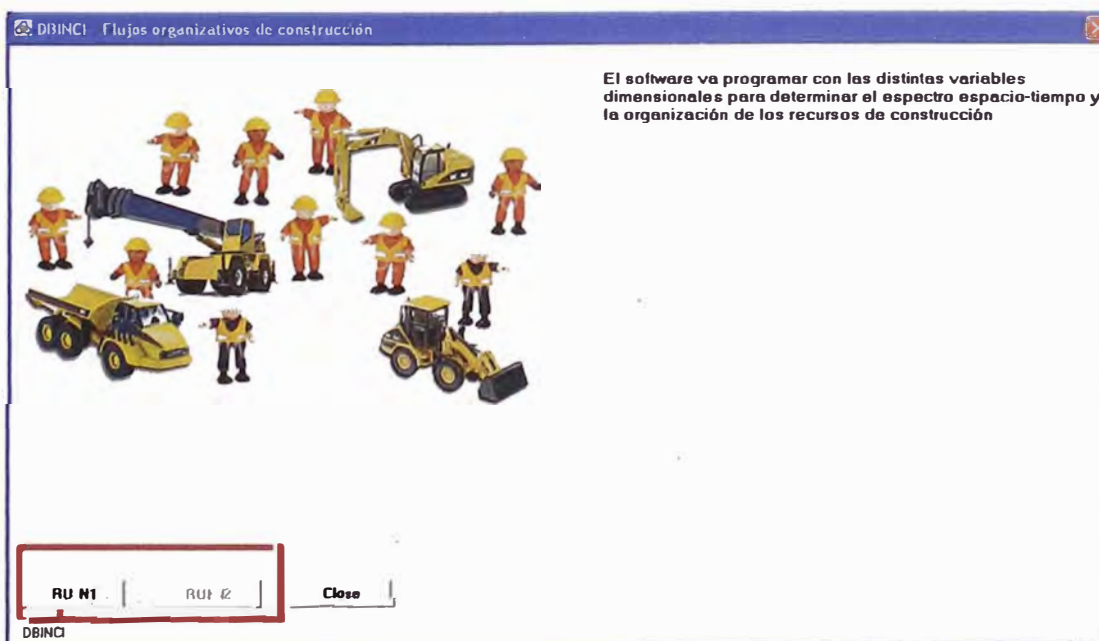 DBINCI Flujos organizativos de construcción
El software va programar con las distintas variables
dimensionales para determinar el espectro espacio-tiempo y
la organización de los recursos de construcción
RU N1
Close
DBINCI